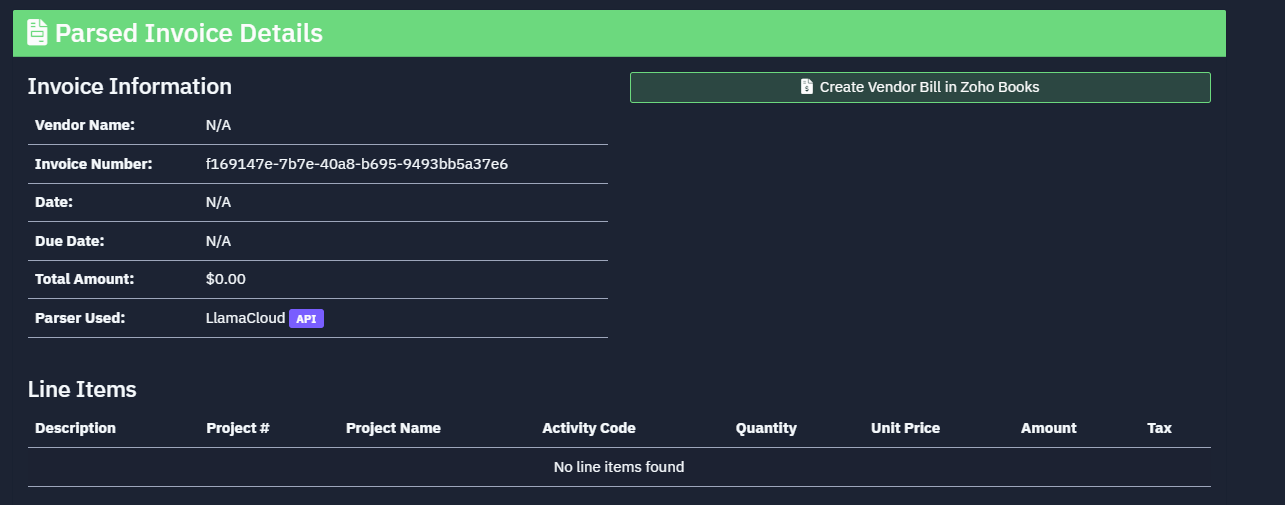 Parsed Invoice Details
Invoice Information
Create Vendor Bill in Zoho Books
Vendor Name: N/A
Invoice Number: f169147e-7b7e-40a8-b695-9493bb5a37e6
Date: N/A
Due Date: N/A
Total Amount: $0.00
Parser Used: LlamaCloud API
Line Items
Description Project # Project Name Activity Code Quantity Unit Price Amount Tax
No line items found